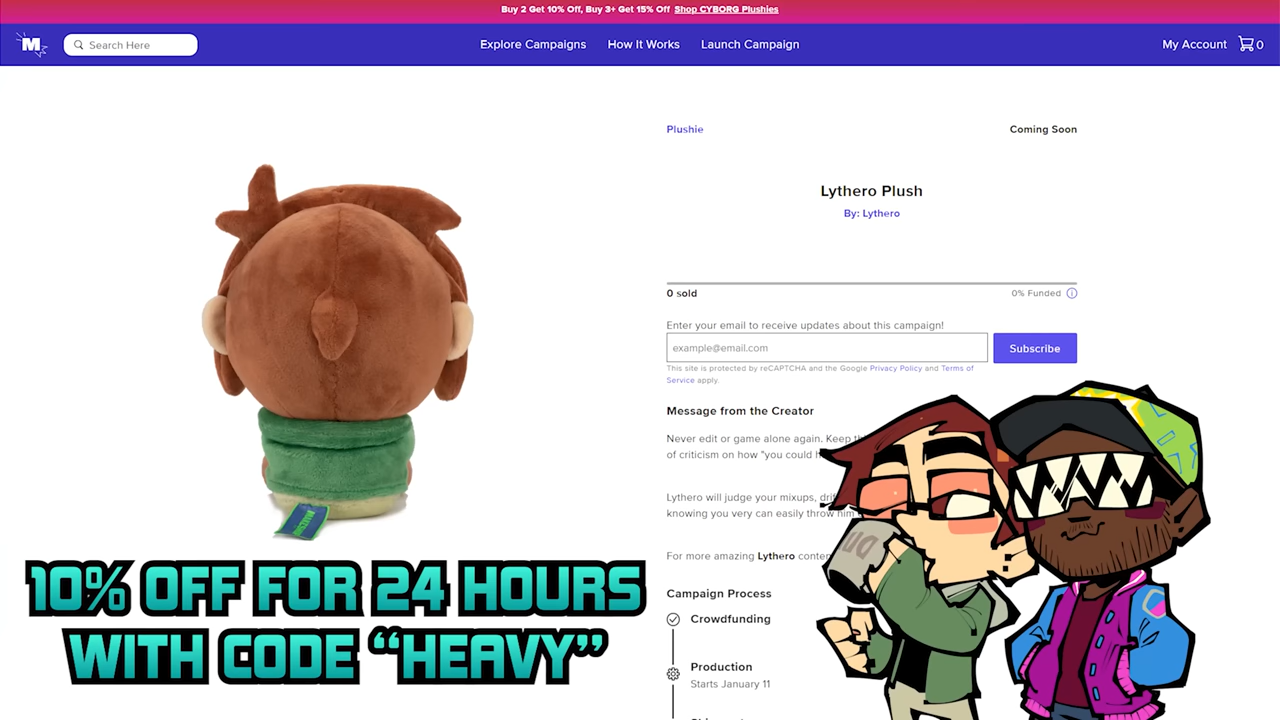 Buy 2 Get 10% Off, Buy 3+ Get 15% Off Shop CYBORG Plushies
M
Search Here
Explore Campaigns
How It Works
Launch Campaign
My Account
0
Plushie
Coming Soon
Lythero Plush
By: Lythero
0 sold
0% Funded
Enter your email to receive updates about this campaign!
example@email.com
Subscribe
This site is protected by reCAPTCHA and the Google Privacy Policy and Terms of
Service apply.
Message from the Creator
Never edit or game alone again. Keep
of criticism on how "you could
Lythero will judge your mixups,
knowing you very can easily throw him
For more amazing Lythero
Campaign Process
Crowdfunding
Production
Starts January 11
10% OFF FOR 24 HOURS
WITH CODE “HEAVY”